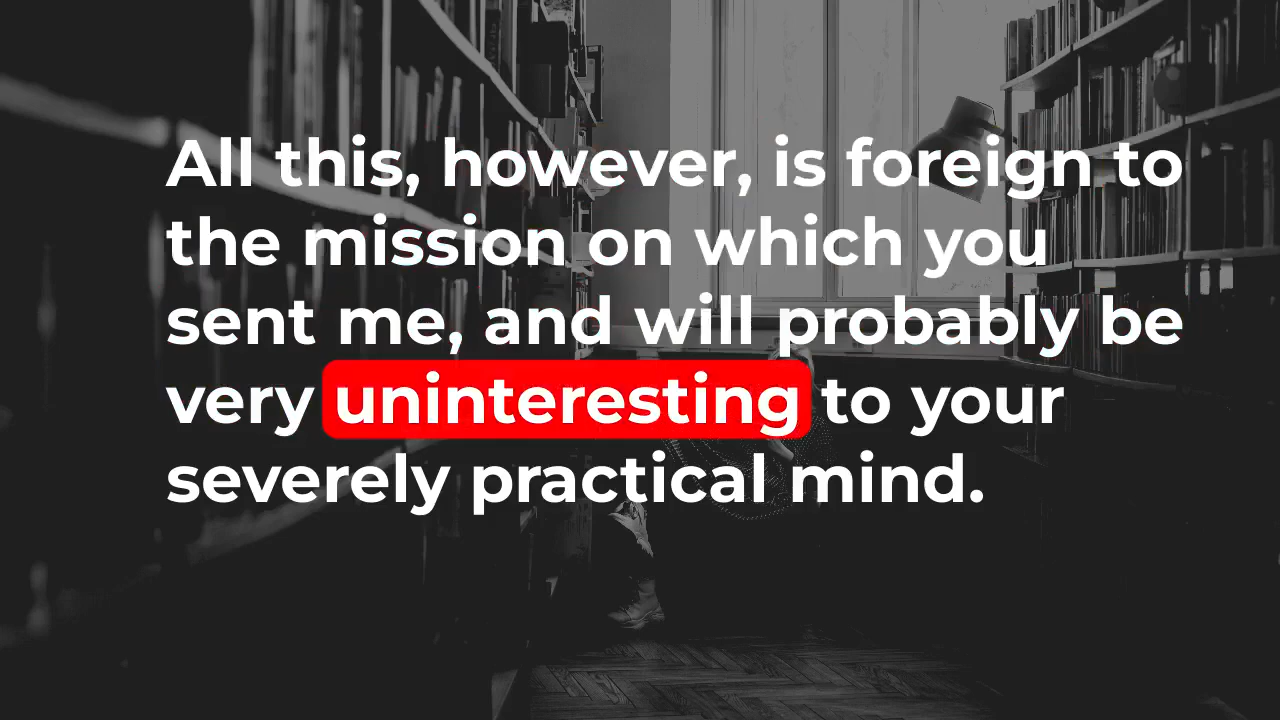 All this, however, is foreign to
the mission on which you
sent me, and will probably be
very uninteresting to your
severely practical mind.